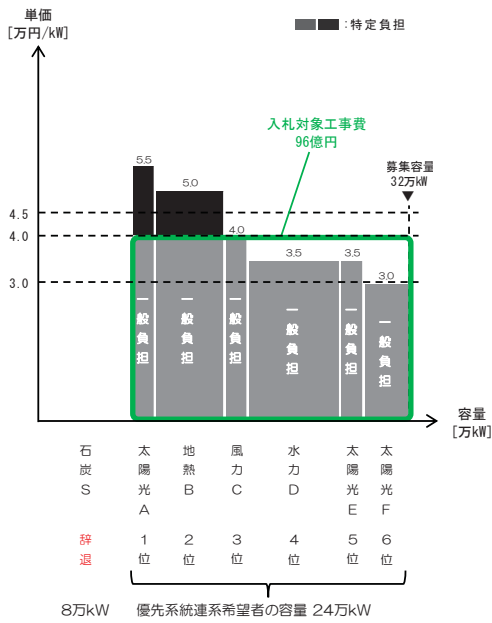 単価
[万円/kW]
:特定負担
入札対象工事費
96億円
募集容量
32万kW
5.5
5.0
4.5
4.0
4.0
3.5
3.5
3.0
3.0
一般負担
一般負担
一般負担
一般負担
一般負担
一般負担
容量
[万kW]
石炭S
太陽光A
地熱B
風力C
水力D
太陽光E
太陽光F
辞退
1位
2位
3位
4位
5位
6位
8万kW 優先系統連系希望者の容量 24万kW